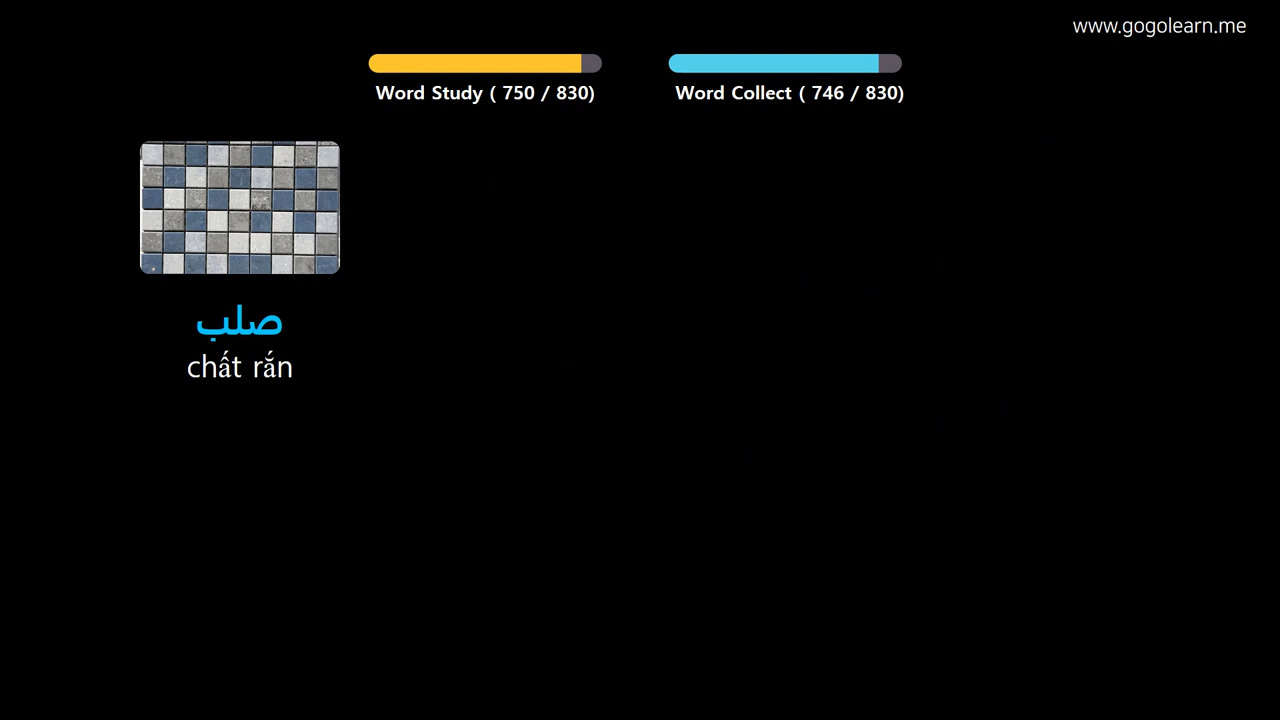 www.gogolearn.me
Word Study ( 750 / 830)
Word Collect ( 746 / 830)
صلب
chất rắn